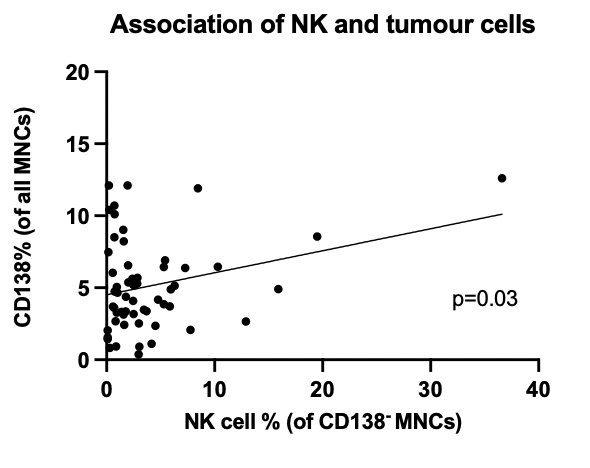 Association of NK and tumour cells
CD138% (of all MNCs)
20
15
10
5
0
p=0.03
0 10 20 30 40
NK cell % (of CD138⁻ MNCs)